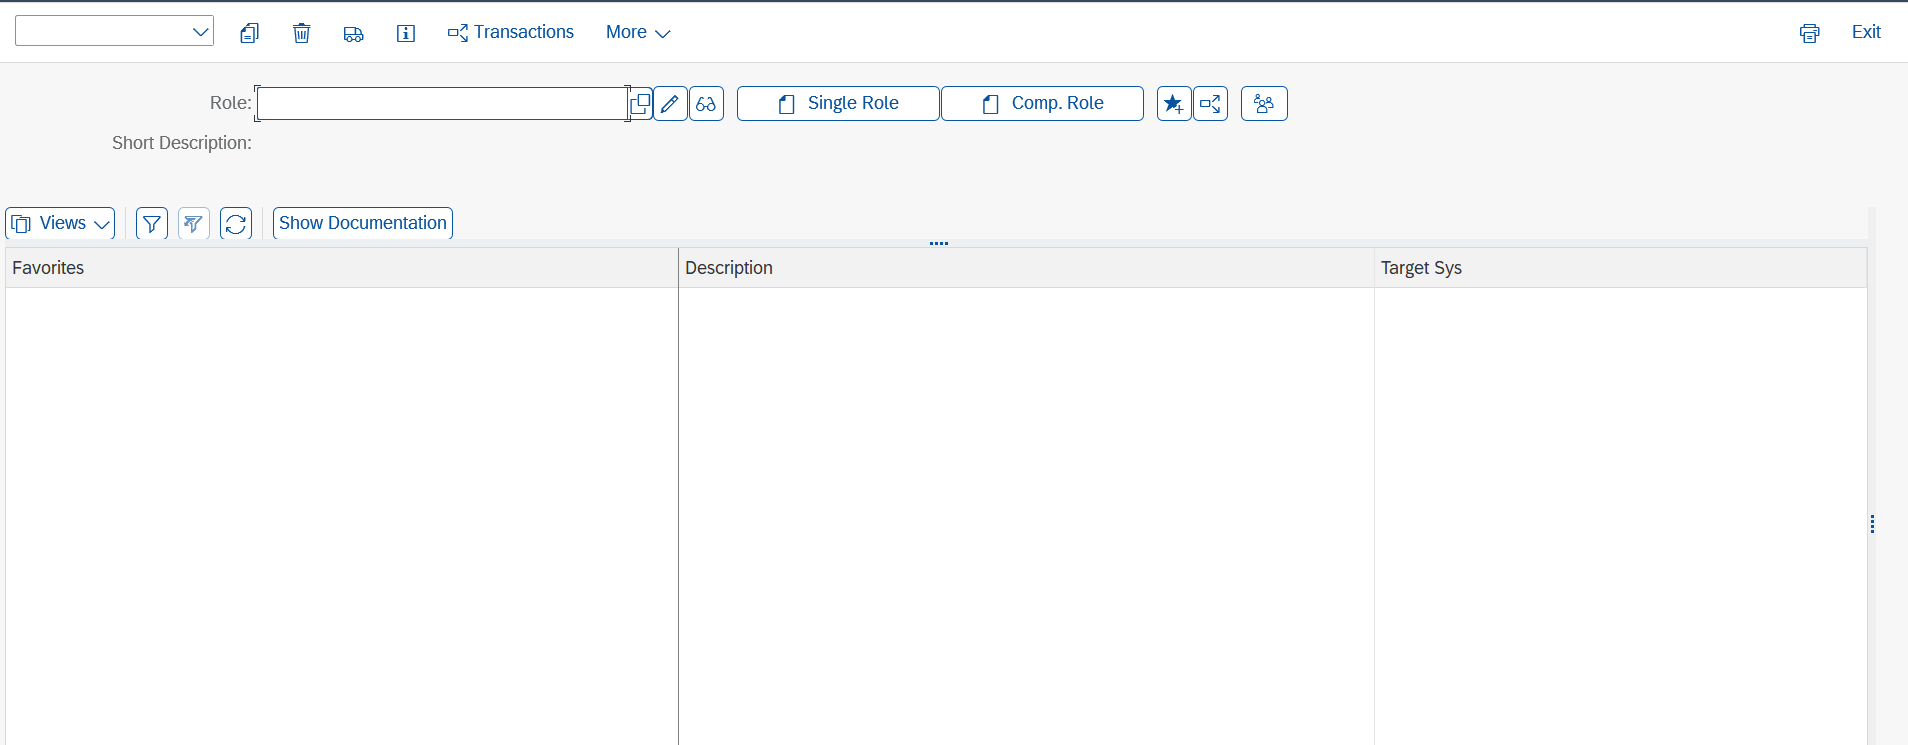 Transactions More Exit
Role: Single Role Comp. Role
Short Description:
Views Show Documentation
Favorites Description Target Sys